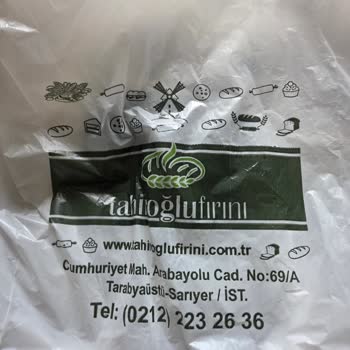 tahiroğlufırını
www.tahiroglufirini.com.tr
Cumhuriyet Mah. Arabayolu Cad. No:69/A
Tarabyaüstü-Sarıyer / İST.
Tel: (0212) 223 26 36